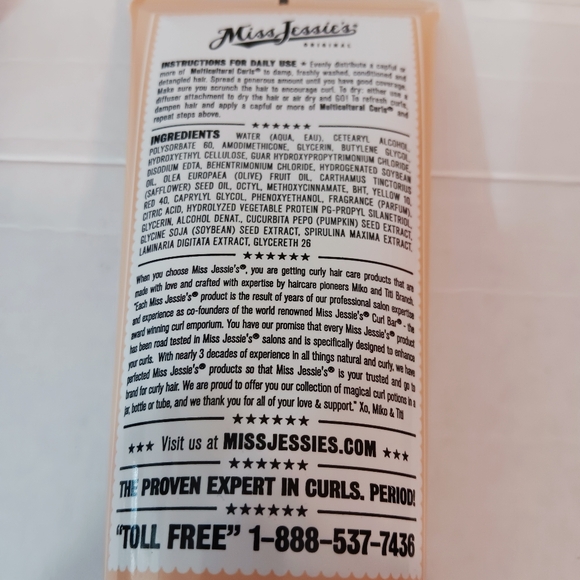 Miss Jessie's®
ORIGINAL
INSTRUCTIONS FOR DAILY USE • Evenly distribute a capful or
more of Multicultural Curls® to damp, freshly washed, conditioned and
detangled hair. Spread a generous amount until you have good coverage.
Make sure you scrunch the hair to encourage curl. To dry: either use a
diffuser attachment to dry the hair or air dry and GO! To refresh curls,
dampen hair and apply a capful or more of Multicultural Curls® and
repeat steps above.
INGREDIENTS WATER (AQUA, EAU), CETEARYL ALCOHOL,
POLYSORBATE 60, AMODIMETHICONE, GLYCERIN, BUTYLENE GLYCOL,
HYDROXYETHYL CELLULOSE, GUAR HYDROXYPROPYTRIMONIUM CHLORIDE,
DISODIUM EDTA, BEHENTRIMONIUM CHLORIDE, HYDROGENATED SOYBEAN
OIL, OLEA EUROPAEA (OLIVE) FRUIT OIL, CARTHAMUS TINCTORIUS
(SAFFLOWER) SEED OIL, OCTYL, METHOXYCINNAMATE, BHT, YELLOW 10,
RED 40, CAPRYLYL GLYCOL, PHENOXYETHANOL, FRAGRANCE (PARFUM),
CITRIC ACID, HYDROLYZED VEGETABLE PROTEIN PG-PROPYL SILANETRIOL,
GLYCERIN, ALCOHOL DENAT., CUCURBITA PEPO (PUMPKIN) SEED EXTRACT,
GLYCINE SOJA (SOYBEAN) SEED EXTRACT, SPIRULINA MAXIMA EXTRACT,
LAMINARIA DIGITATA EXTRACT, GLYCERETH 26
When you choose Miss Jessie's®, you are getting curly hair care products that are
made with love and crafted with expertise by haircare pioneers Miko and Titi Branch.
"Each Miss Jessie's® product is the result of years of our professional salon expertise
and experience as co-founders of the world renowned Miss Jessie's® Curl Bar® - the
award winning curl emporium. You have our promise that every Miss Jessie's® product
has been road tested in Miss Jessie's® salons and is specifically designed to enhance
your curls. With nearly 3 decades of experience in all things natural and curly, we have
perfected Miss Jessie's® products so that Miss Jessie's® is your trusted and go to
brand for curly hair. We are proud to offer you our collection of magical curl potions in a
jar, bottle or tube, and we thank you for all of your love & support." Xo, Miko & Titi
★★★ Visit us at MISSJESSIES.COM ★★★
THE PROVEN EXPERT IN CURLS. PERIOD!
"TOLL FREE" 1-888-537-7436